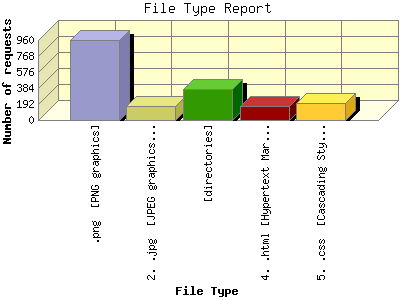 File Type Report
Number of requests
960
768
576
384
192
0
.png [PNG graphics]
2. .jpg [JPEG graphics...
[directories]
4. .html [Hypertext Mar...
5. .css [Cascading Sty...
File Type